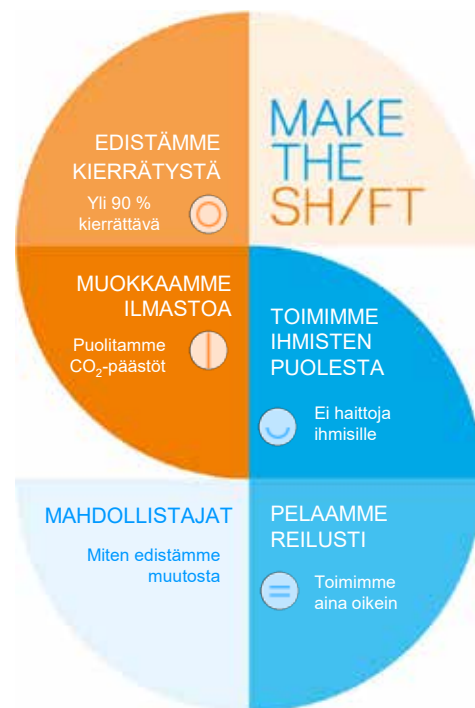 MAKE
THE
SH/FT
EDISTÄMME
KIERRÄTYSTÄ
Yli 90 %
kierrättävä
MUOKKAAMME
ILMASTOA
Puolitamme
CO₂-päästöt
TOIMIMME
IHMISTEN
PUOLESTA
Ei haittoja
ihmisille
MAHDOLLISTAJAT
Miten edistämme
muutosta
PELAAMME
REILUSTI
Toimimme
aina oikein